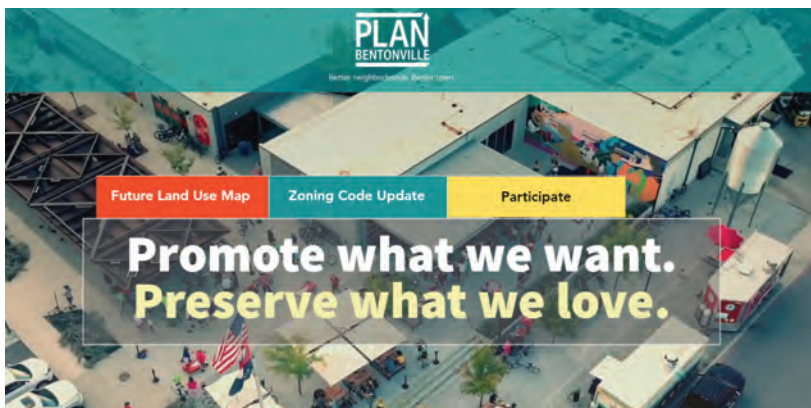 PLAN
BENTONVILLE
Better neighborhoods. Better town.
Future Land Use Map
Zoning Code Update
Participate
Promote what we want.
Preserve what we love.